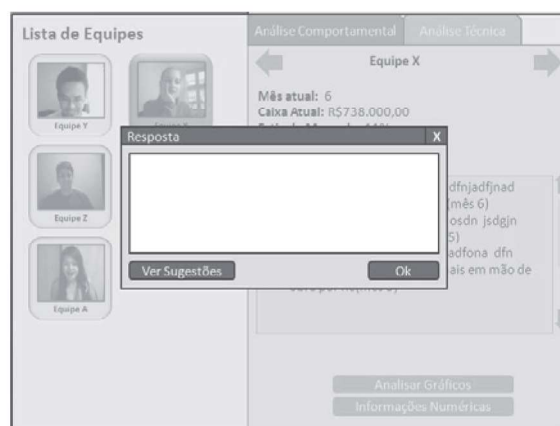 Lista de Equipes
Equipe Y
Equipe Z
Equipe A
Análise Comportamental
Análise Técnica
Equipe X
Mês atual: 6
Caixa Atual: R$738.000,00
dfnjadfjnad
(mês 6)
osdn jsdgjn
5)
adfona dfn
ais em mão de
Resposta X
Ver Sugestões
Ok
Analisar Gráficos
Informações Numéricas